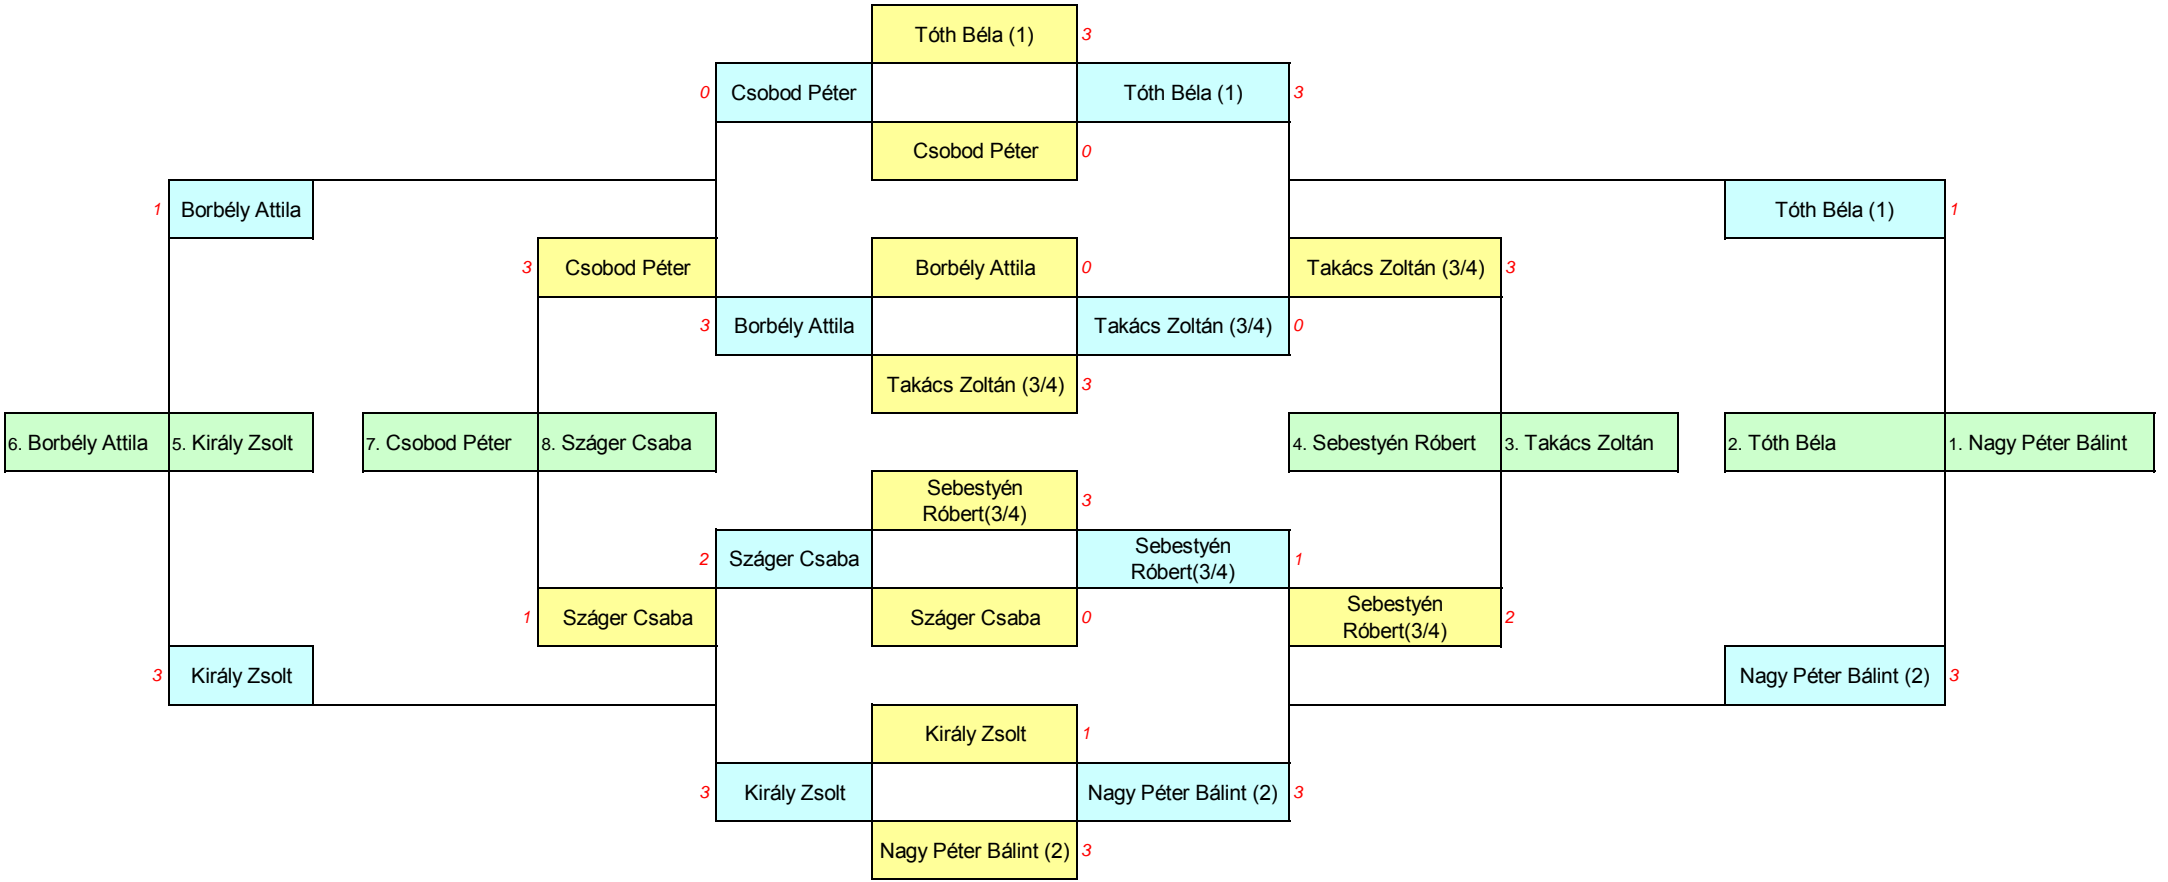 Tóth Béla (1) 3
0 Csobod Péter Tóth Béla (1) 3
Csobod Péter 0
1 Borbély Attila Tóth Béla (1) 1
3 Csobod Péter Borbély Attila 0 Takács Zoltán (3/4) 3
3 Borbély Attila Takács Zoltán (3/4) 0
Takács Zoltán (3/4) 3
6. Borbély Attila 5. Király Zsolt 7. Csobod Péter 8. Száger Csaba 4. Sebestyén Róbert 3. Takács Zoltán 2. Tóth Béla 1. Nagy Péter Bálint
Sebestyén
Róbert(3/4) 3
2 Száger Csaba Sebestyén
Róbert(3/4) 1
1 Száger Csaba Száger Csaba 0 Sebestyén
Róbert(3/4) 2
3 Király Zsolt Nagy Péter Bálint (2) 3
Király Zsolt 1
3 Király Zsolt Nagy Péter Bálint (2) 3
Nagy Péter Bálint (2) 3